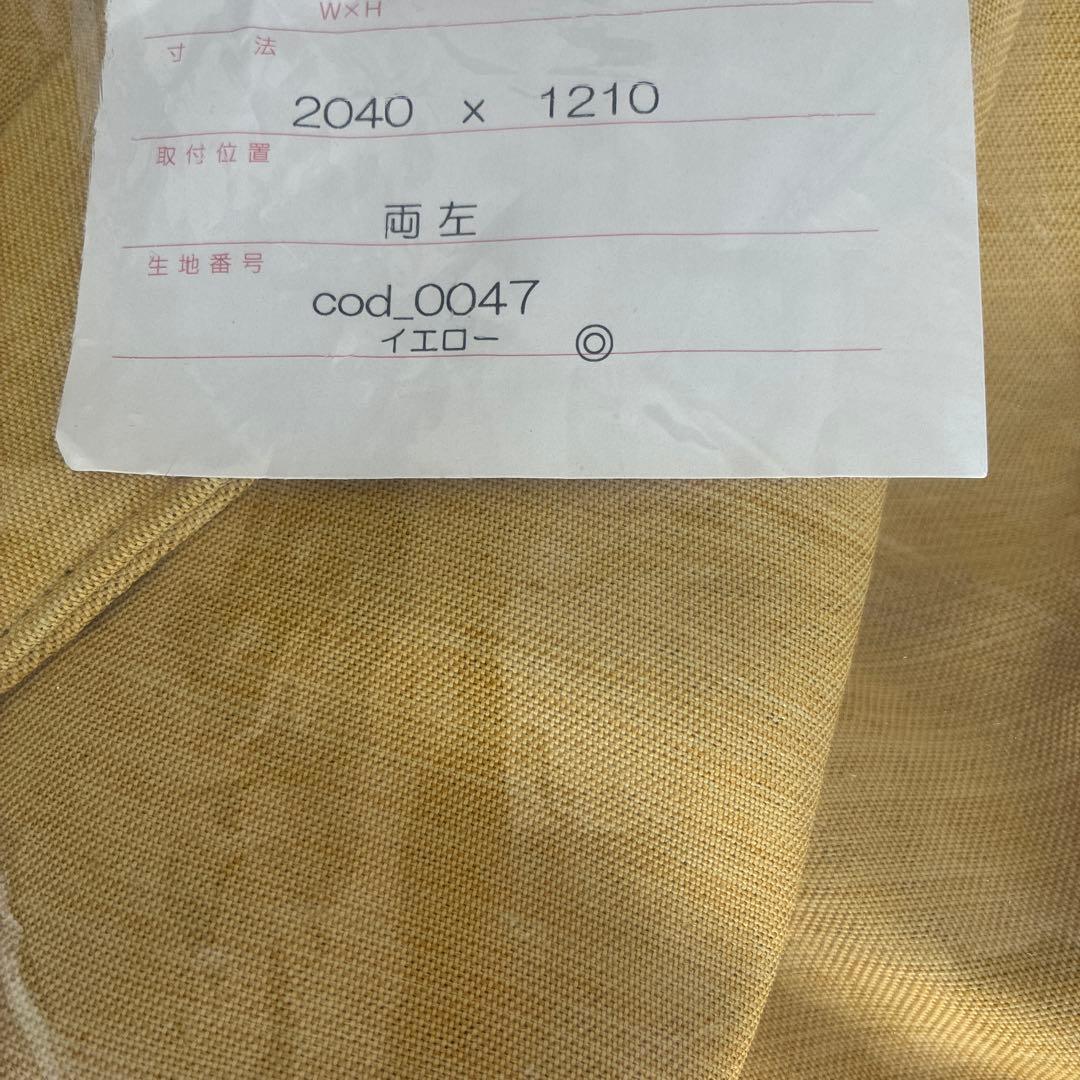 W×H
寸 法
2040 x 1210
取付位置
両左
生地番号
cod_0047
イエロー ◎